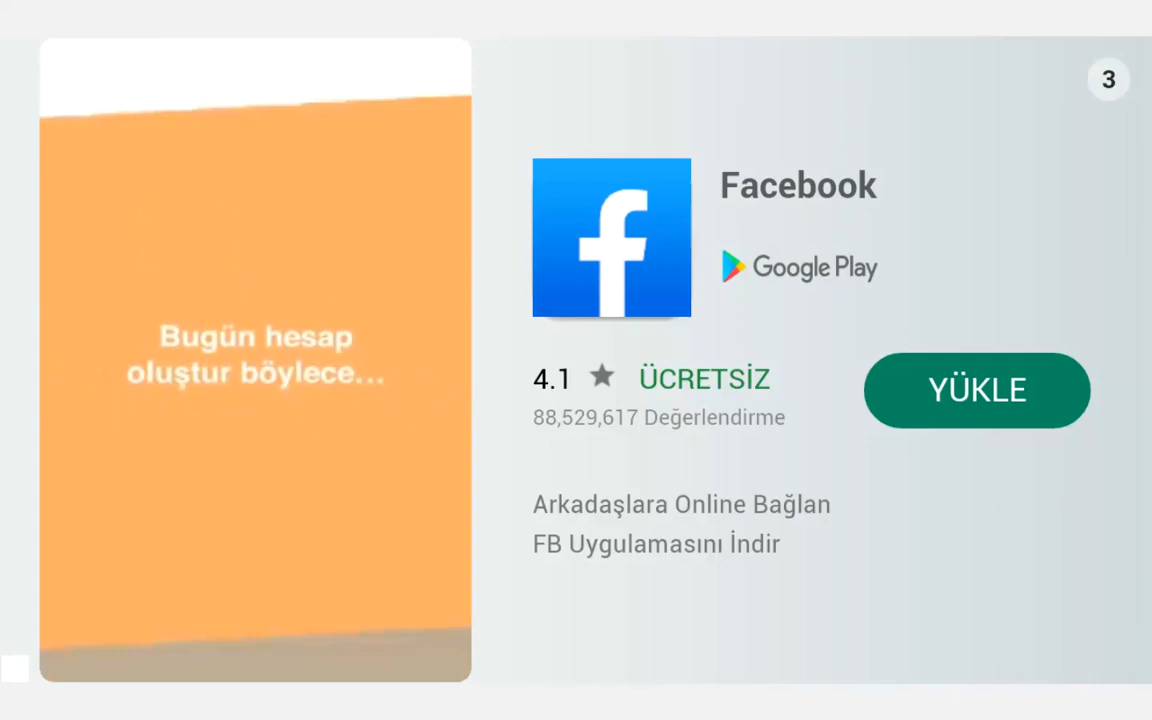 Bugün hesap
oluştur böylece...
3
Facebook
Google Play
4.1 ★ ÜCRETSİZ
88,529,617 Değerlendirme
YÜKLE
Arkadaşlara Online Bağlan
FB Uygulamasını İndir